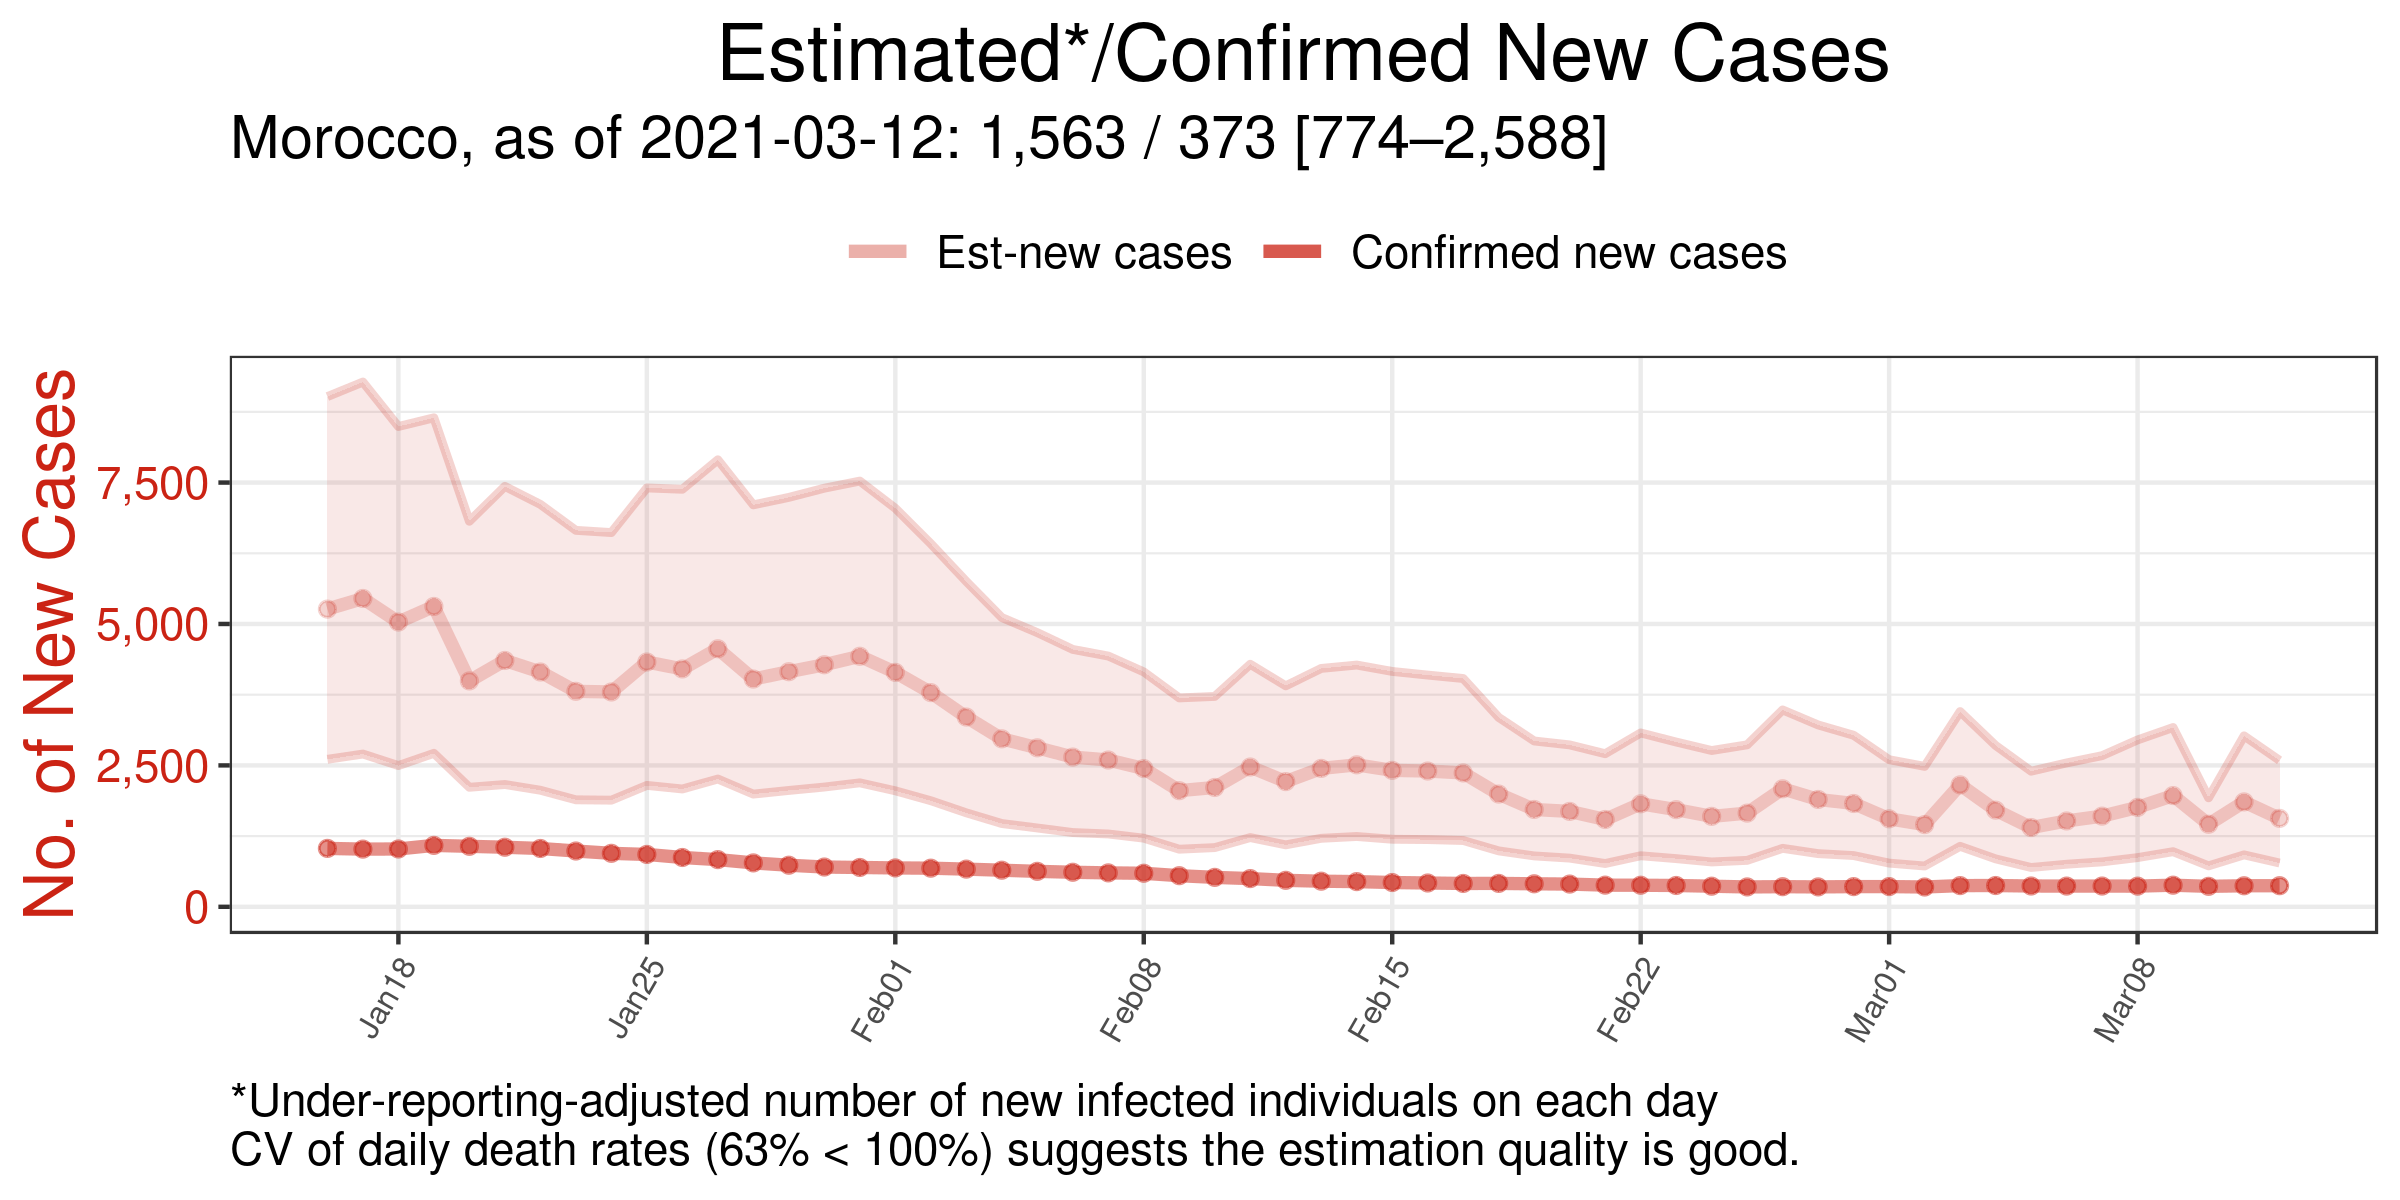 Estimated*/Confirmed New Cases
Morocco, as of 2021-03-12: 1,563 / 373 [774–2,588]
Est-new cases
Confirmed new cases
No. of New Cases
7,500
5,000
2,500
0
Jan18
Jan25
Feb01
Feb08
Feb15
Feb22
Mar01
Mar08
*Under-reporting-adjusted number of new infected individuals on each day
CV of daily death rates (63% < 100%) suggests the estimation quality is good.